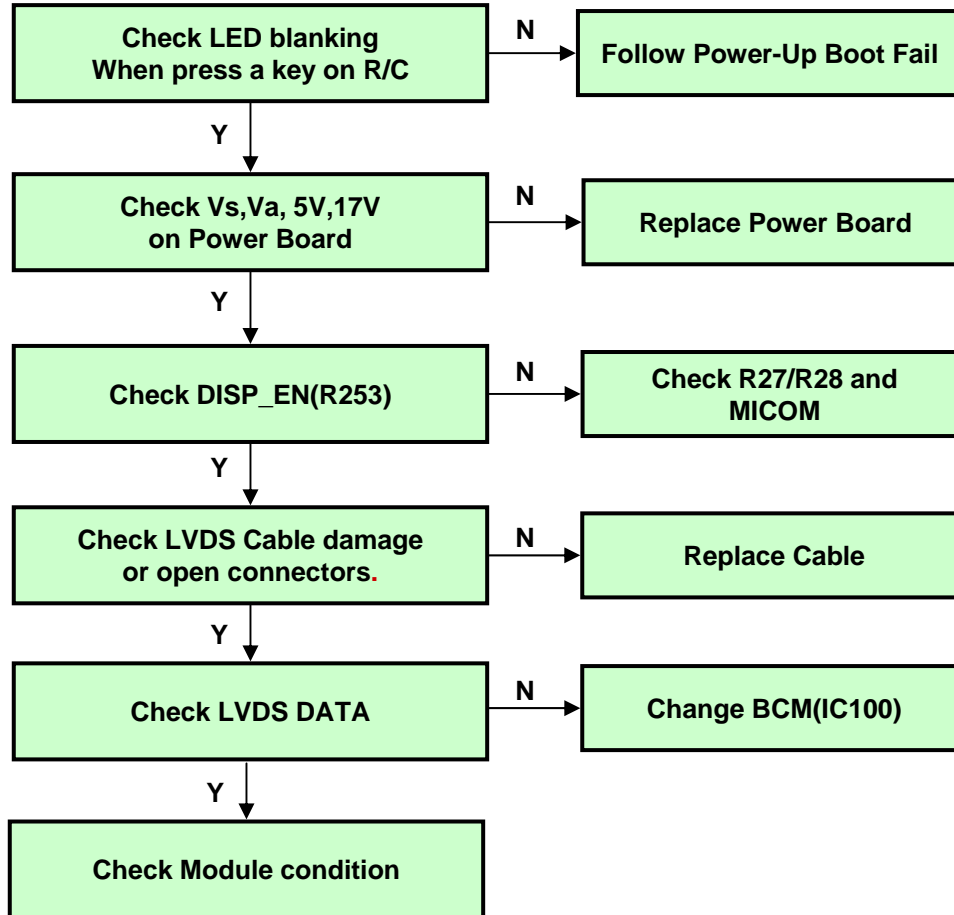 Check LED blanking
When press a key on R/C
N
Follow Power-Up Boot Fail
Y
Check Vs,Va, 5V,17V
on Power Board
N
Replace Power Board
Y
Check DISP_EN(R253)
N
Check R27/R28 and
MICOM
Y
Check LVDS Cable damage
or open connectors.
N
Replace Cable
Y
Check LVDS DATA
N
Change BCM(IC100)
Y
Check Module condition